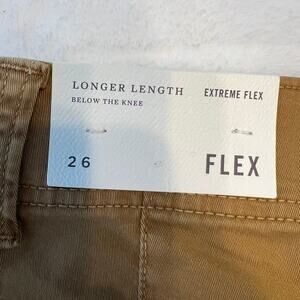 LONGER LENGTH EXTREME FLEX
BELOW THE KNEE
26 FLEX